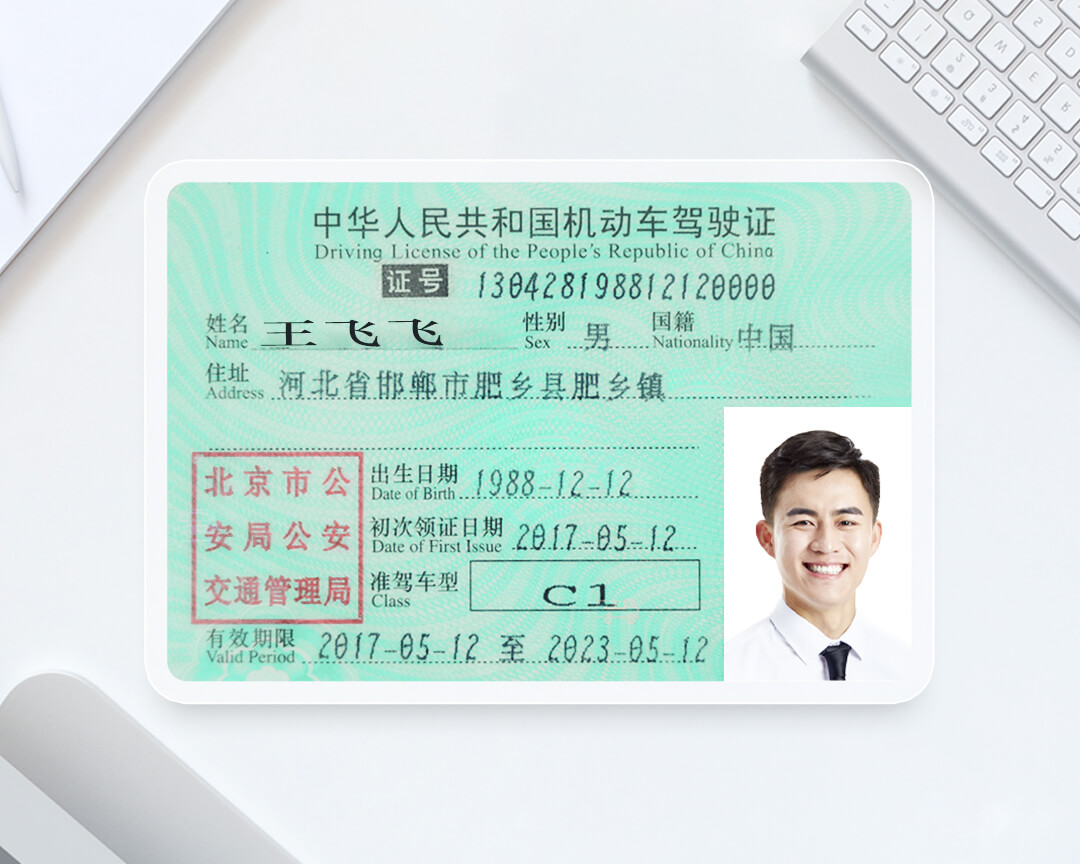 中华人民共和国机动车驾驶证
Driving License of the People's Republic of China
证号 130428198812120000
姓名 王飞飞 性别 男 国籍 中国
Name Sex Nationality
住址 河北省邯郸市肥乡县肥乡镇
Address
北京市公
安局公安
交通管理局
出生日期 1988-12-12
Date of Birth
初次领证日期 2017-05-12
Date of First Issue
准驾车型 C1
Class
有效期限 2017-05-12 至 2023-05-12
Valid Period